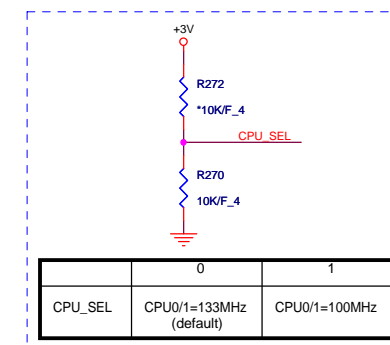 +3V
R272
*10K/F_4
CPU_SEL
R270
10K/F_4
0 1
CPU_SEL CPU0/1=133MHz (default) CPU0/1=100MHz